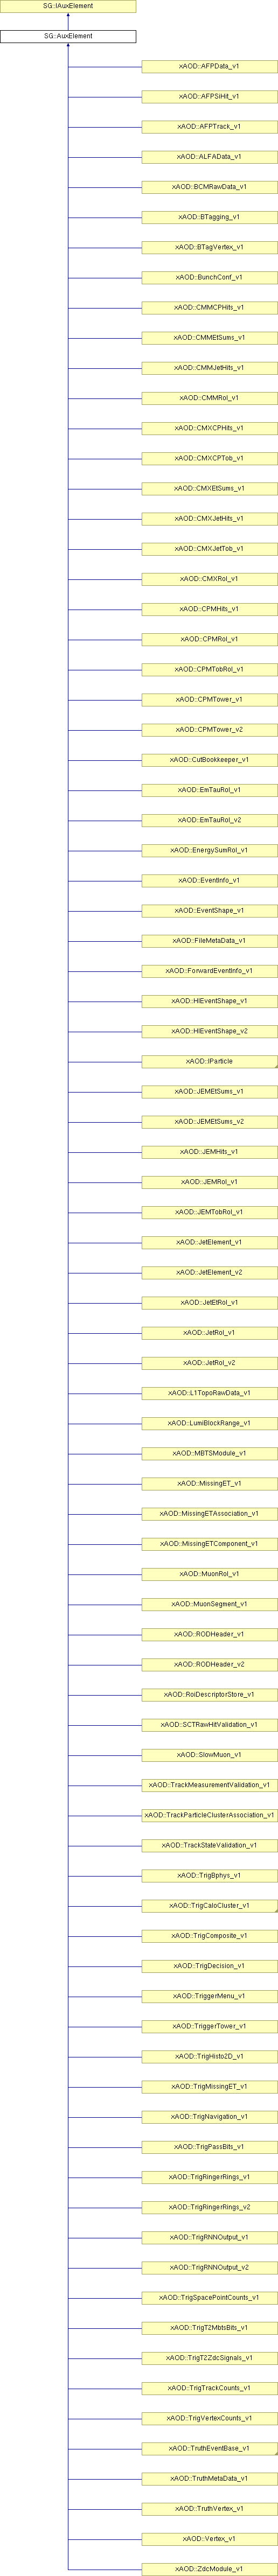 SG::IAuxElement
SG::AuxElement
xAOD::AFPData_v1
xAOD::AFPSiHit_v1
xAOD::AFPTrack_v1
xAOD::ALFAData_v1
xAOD::BCMRawData_v1
xAOD::BTagging_v1
xAOD::BTagVertex_v1
xAOD::BunchConf_v1
xAOD::CMMCPHits_v1
xAOD::CMMEtSums_v1
xAOD::CMMJetHits_v1
xAOD::CMMRoI_v1
xAOD::CMXCPHits_v1
xAOD::CMXCPTob_v1
xAOD::CMXEtSums_v1
xAOD::CMXJetHits_v1
xAOD::CMXJetTob_v1
xAOD::CMXRoI_v1
xAOD::CPMHits_v1
xAOD::CPMRoI_v1
xAOD::CPMTobRoI_v1
xAOD::CPMTower_v1
xAOD::CPMTower_v2
xAOD::CutBookkeeper_v1
xAOD::EmTauRoI_v1
xAOD::EmTauRoI_v2
xAOD::EnergySumRoI_v1
xAOD::EventInfo_v1
xAOD::EventShape_v1
xAOD::FileMetaData_v1
xAOD::ForwardEventInfo_v1
xAOD::HIEventShape_v1
xAOD::HIEventShape_v2
xAOD::IParticle
xAOD::JEMEtSums_v1
xAOD::JEMEtSums_v2
xAOD::JEMHits_v1
xAOD::JEMRoI_v1
xAOD::JEMTobRoI_v1
xAOD::JetElement_v1
xAOD::JetElement_v2
xAOD::JetEtRoI_v1
xAOD::JetRoI_v1
xAOD::JetRoI_v2
xAOD::L1TopoRawData_v1
xAOD::LumiBlockRange_v1
xAOD::MBTSModule_v1
xAOD::MissingET_v1
xAOD::MissingETAssociation_v1
xAOD::MissingETComponent_v1
xAOD::MuonRoI_v1
xAOD::MuonSegment_v1
xAOD::RODHeader_v1
xAOD::RODHeader_v2
xAOD::RoiDescriptorStore_v1
xAOD::SCTRawHitValidation_v1
xAOD::SlowMuon_v1
xAOD::TrackMeasurementValidation_v1
xAOD::TrackParticleClusterAssociation_v1
xAOD::TrackStateValidation_v1
xAOD::TrigBphys_v1
xAOD::TrigCaloCluster_v1
xAOD::TrigComposite_v1
xAOD::TrigDecision_v1
xAOD::TriggerMenu_v1
xAOD::TriggerTower_v1
xAOD::TrigHisto2D_v1
xAOD::TrigMissingET_v1
xAOD::TrigNavigation_v1
xAOD::TrigPassBits_v1
xAOD::TrigRingerRings_v1
xAOD::TrigRingerRings_v2
xAOD::TrigRNNOutput_v1
xAOD::TrigRNNOutput_v2
xAOD::TrigSpacePointCounts_v1
xAOD::TrigT2MbtsBits_v1
xAOD::TrigT2ZdcSignals_v1
xAOD::TrigTrackCounts_v1
xAOD::TrigVertexCounts_v1
xAOD::TruthEventBase_v1
xAOD::TruthMetaData_v1
xAOD::TruthVertex_v1
xAOD::Vertex_v1
xAOD::ZdcModule_v1